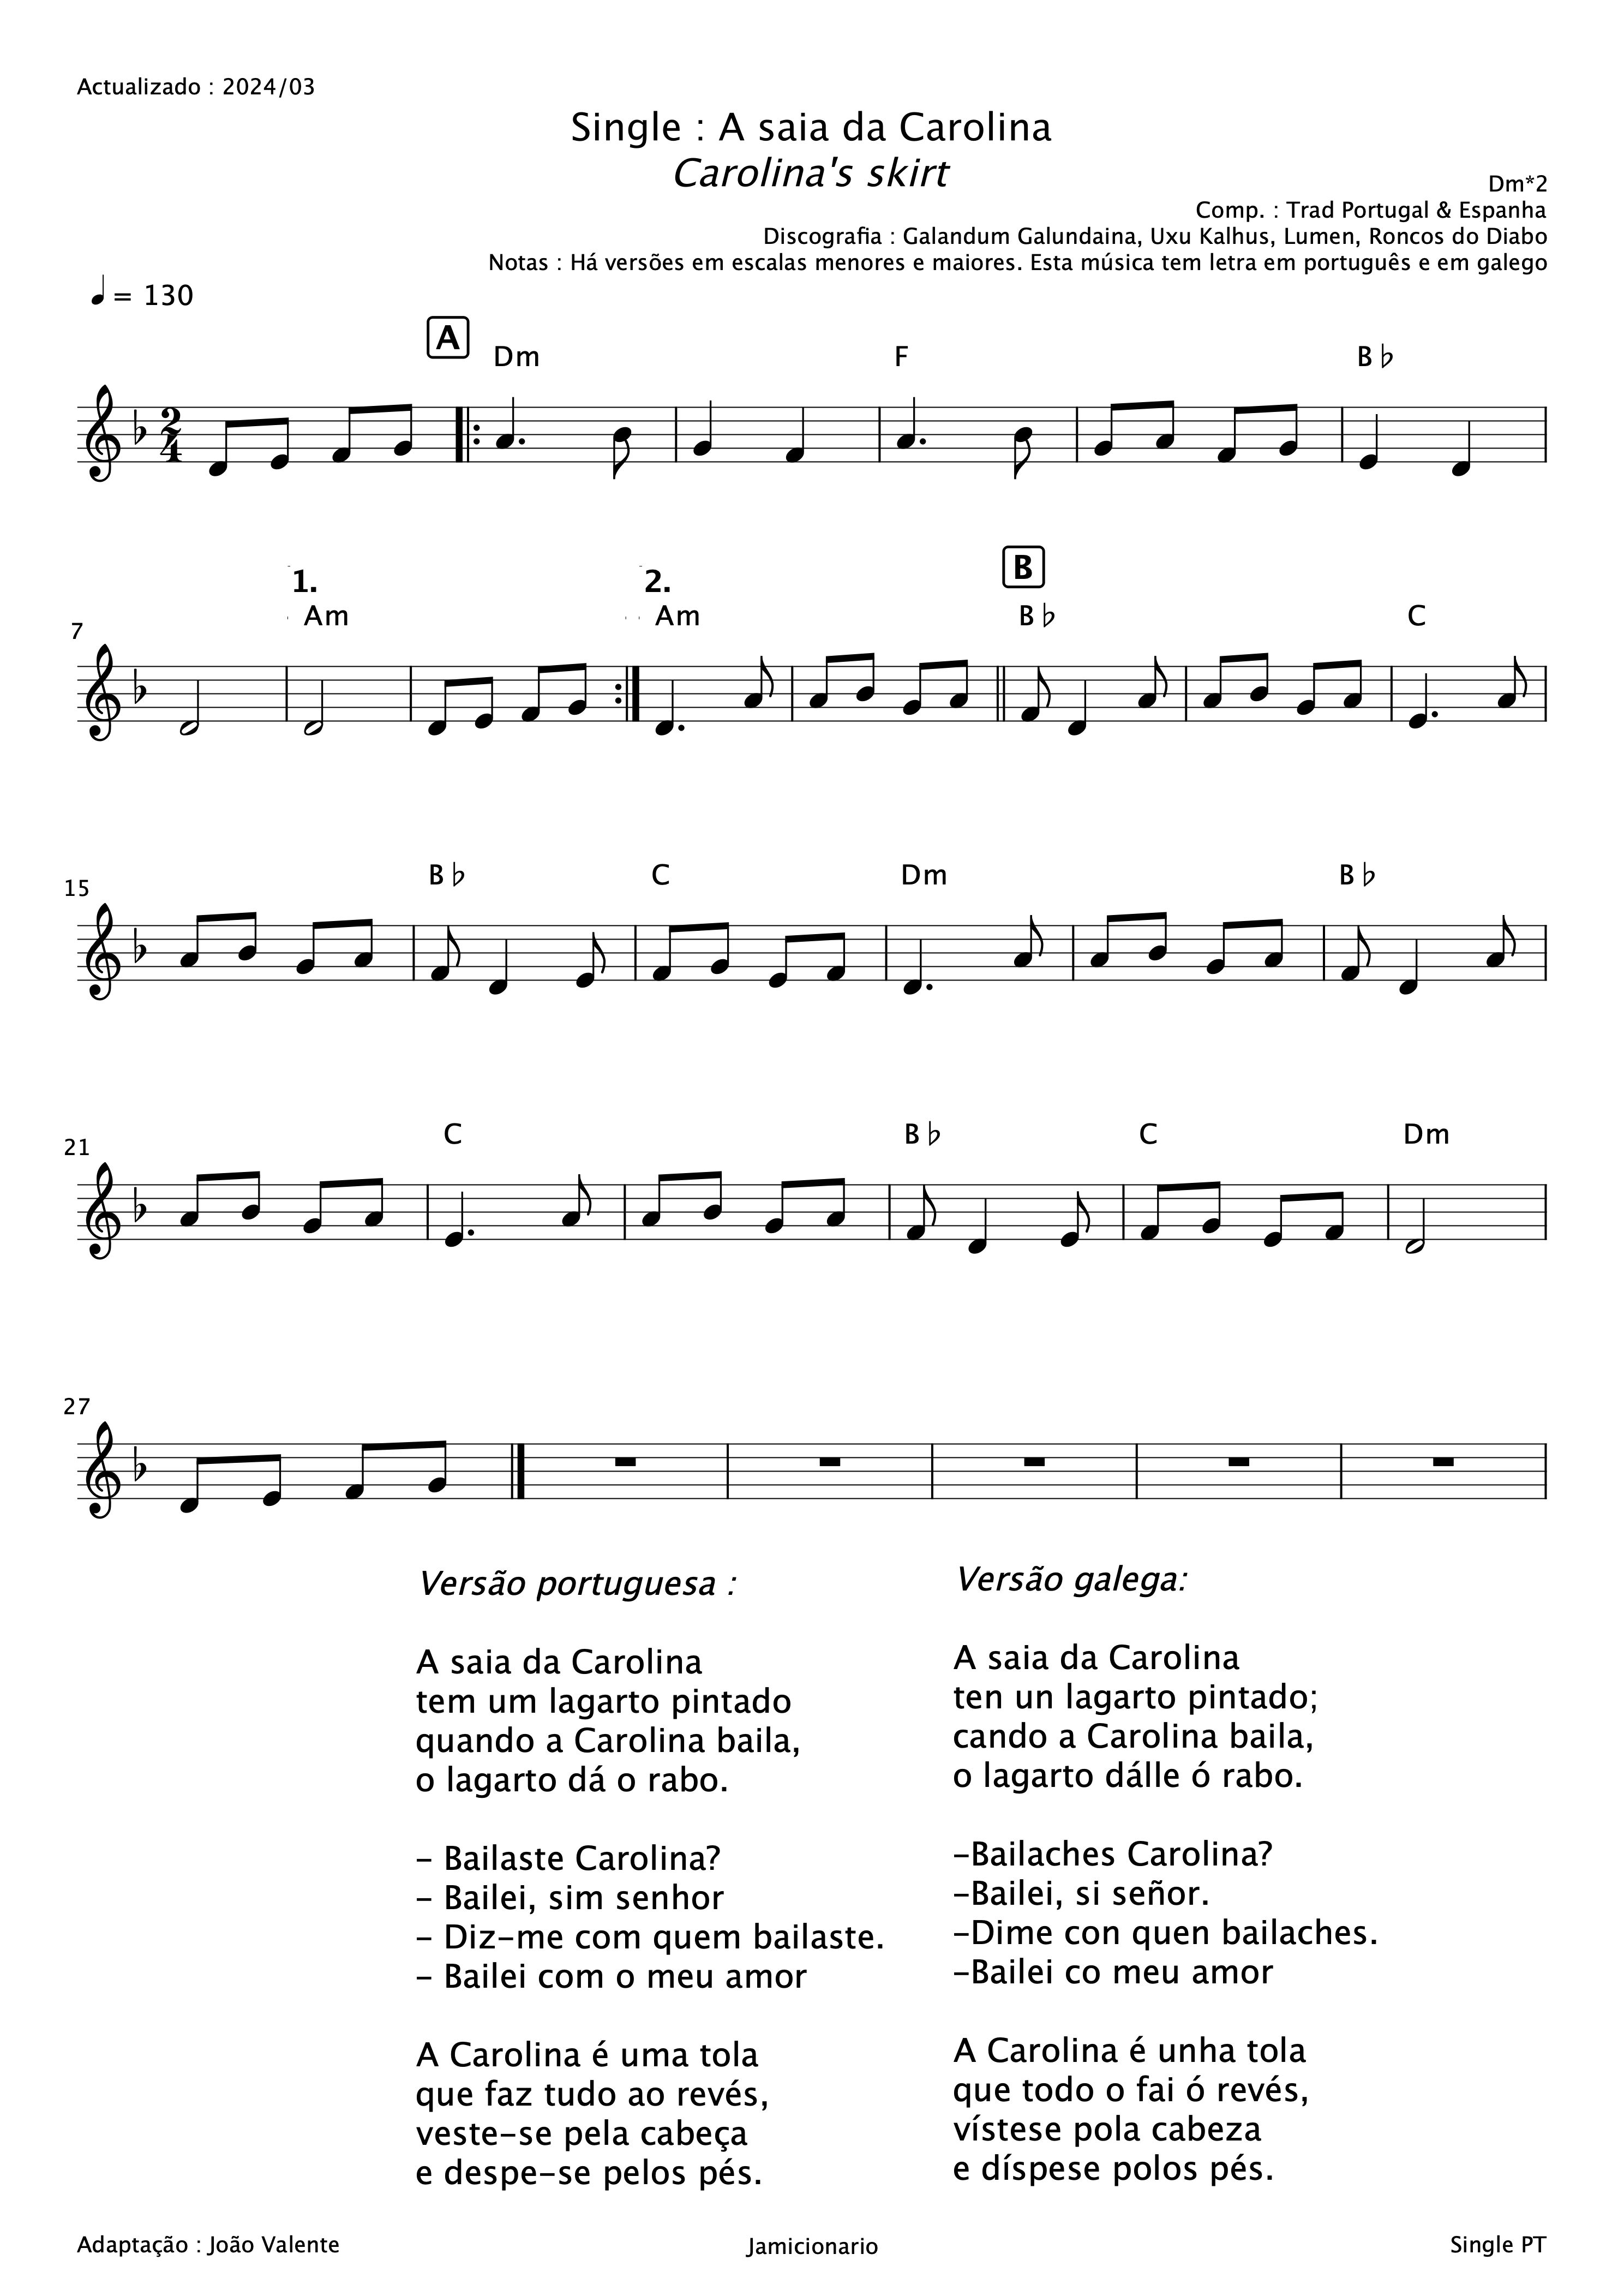 Actualizado : 2024/03
Single : A saia da Carolina
Carolina's skirt
Dm*2
Comp. : Trad Portugal & Espanha
Discografia : Galandum Galundaina, Uxu Kalhus, Lumen, Roncos do Diabo
Notas : Há versões em escalas menores e maiores. Esta música tem letra em português e em galego
♩ = 130
A
Dm F B♭
2
4
1. 2. B
Am Am B♭ C
7
B♭ C Dm B♭
15
C B♭ C Dm
21
27
Versão portuguesa :
A saia da Carolina
tem um lagarto pintado
quando a Carolina baila,
o lagarto dá o rabo.
– Bailaste Carolina?
– Bailei, sim senhor
– Diz–me com quem bailaste.
– Bailei com o meu amor
A Carolina é uma tola
que faz tudo ao revés,
veste–se pela cabeça
e despe–se pelos pés.
Versão galega:
A saia da Carolina
ten un lagarto pintado;
cando a Carolina baila,
o lagarto dálle ó rabo.
–Bailaches Carolina?
–Bailei, si señor.
–Dime con quen bailaches.
–Bailei co meu amor
A Carolina é unha tola
que todo o fai ó revés,
vístese pola cabeza
e díspese polos pés.
Adaptação : João Valente
Jamicionario
Single PT